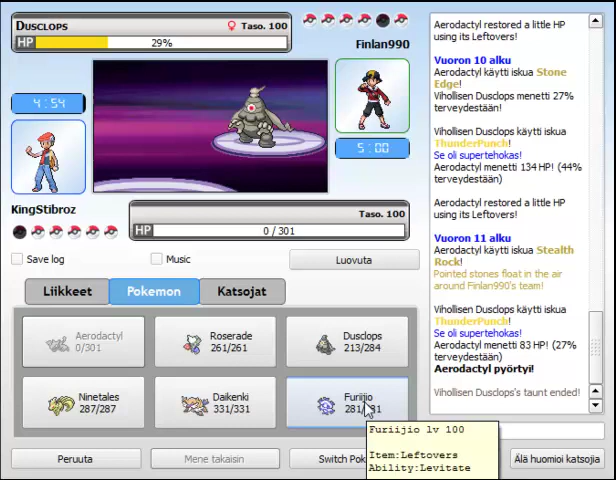 Dusclops
Taso. 100
HP
29%
Finlan990
4:54
5:00
KingStibroz
Taso. 100
HP
0 / 301
Save log
Music
Luovuta
Liikkeet
Pokemon
Katsojat
Aerodactyl
0/301
Roserade
261/261
Dusclops
213/284
Ninetales
287/287
Daikenki
331/331
Furiijio
Furiijio lv 100
Item:Leftovers
Ability:Levitate
Peruuta
Mene takaisin
Switch Pok
Älä huomioi katsojia
Aerodactyl restored a little HP
using its Leftovers!
Vuoron 10 alku
Aerodactyl käytti iskua Stone
Edge!
Vihollisen Dusclops menetti 27%
terveydestään!
Vihollisen Dusclops käytti iskua
ThunderPunch!
Se oli supertehokas!
Aerodactyl menetti 134 HP! (44%
terveydestään)
Aerodactyl restored a little HP
using its Leftovers!
Vuoron 11 alku
Aerodactyl käytti iskua Stealth
Rock!
Pointed stones float in the air
around Finlan990's team!
Vihollisen Dusclops käytti iskua
ThunderPunch!
Se oli supertehokas!
Aerodactyl menetti 83 HP! (27%
terveydestään)
Aerodactyl pyörtyi!
Vihollisen Dusclops's taunt ended!